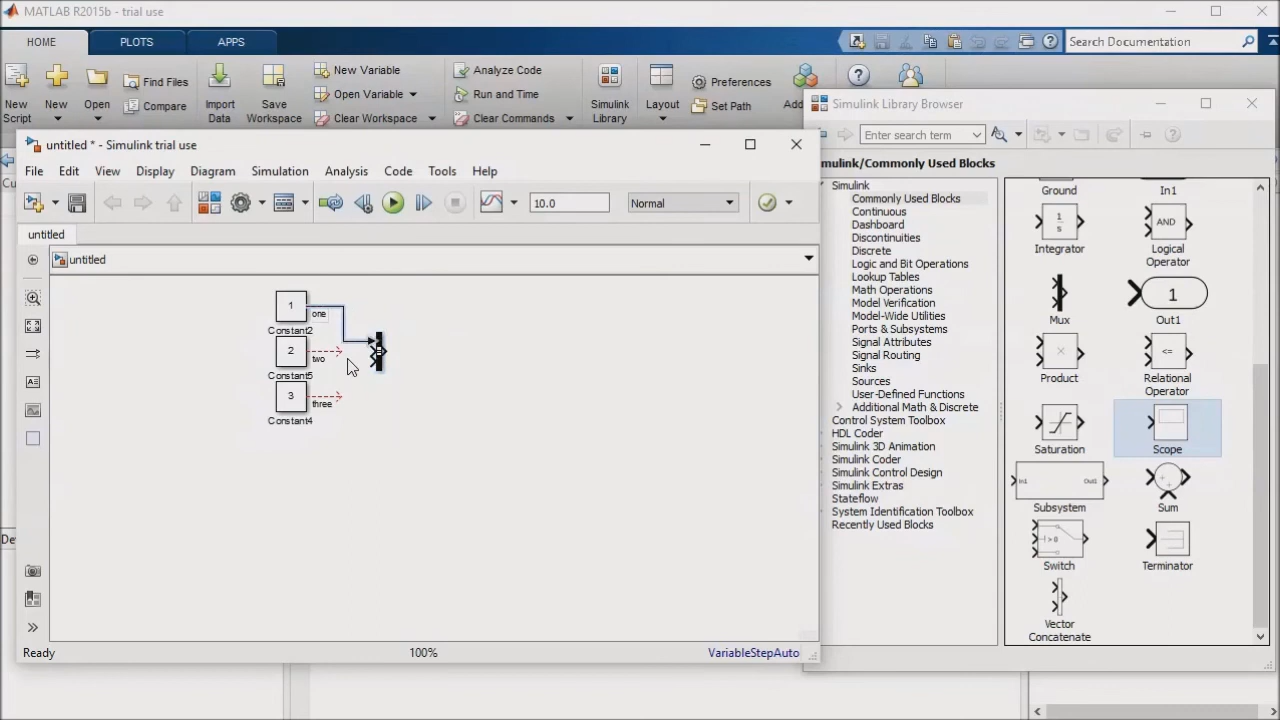 MATLAB R2015b - trial use
HOME
PLOTS
APPS
Search Documentation
New Script
New
Open
Find Files
Compare
Import Data
Save Workspace
New Variable
Open Variable
Clear Workspace
Analyze Code
Run and Time
Clear Commands
Simulink Library
Layout
Preferences
Set Path
Add
untitled * - Simulink trial use
File Edit View Display Diagram Simulation Analysis Code Tools Help
10.0
Normal
untitled
untitled
1
one
Constant2
2
two
Constant5
3
three
Constant4
Ready
100%
VariableStepAuto
Cu
De
Simulink Library Browser
Enter search term
mulink/Commonly Used Blocks
Simulink
Commonly Used Blocks
Continuous
Dashboard
Discontinuities
Discrete
Logic and Bit Operations
Lookup Tables
Math Operations
Model Verification
Model-Wide Utilities
Ports & Subsystems
Signal Attributes
Signal Routing
Sinks
Sources
User-Defined Functions
Additional Math & Discrete
Control System Toolbox
HDL Coder
Simulink 3D Animation
Simulink Coder
Simulink Control Design
Simulink Extras
Stateflow
System Identification Toolbox
Recently Used Blocks
Ground
In1
1
s
Integrator
AND
Logical Operator
Mux
1
Out1
×
Product
<=
Relational Operator
Saturation
Scope
In1
Out1
Subsystem
+
+
Sum
> 0
Switch
Terminator
Vector Concatenate